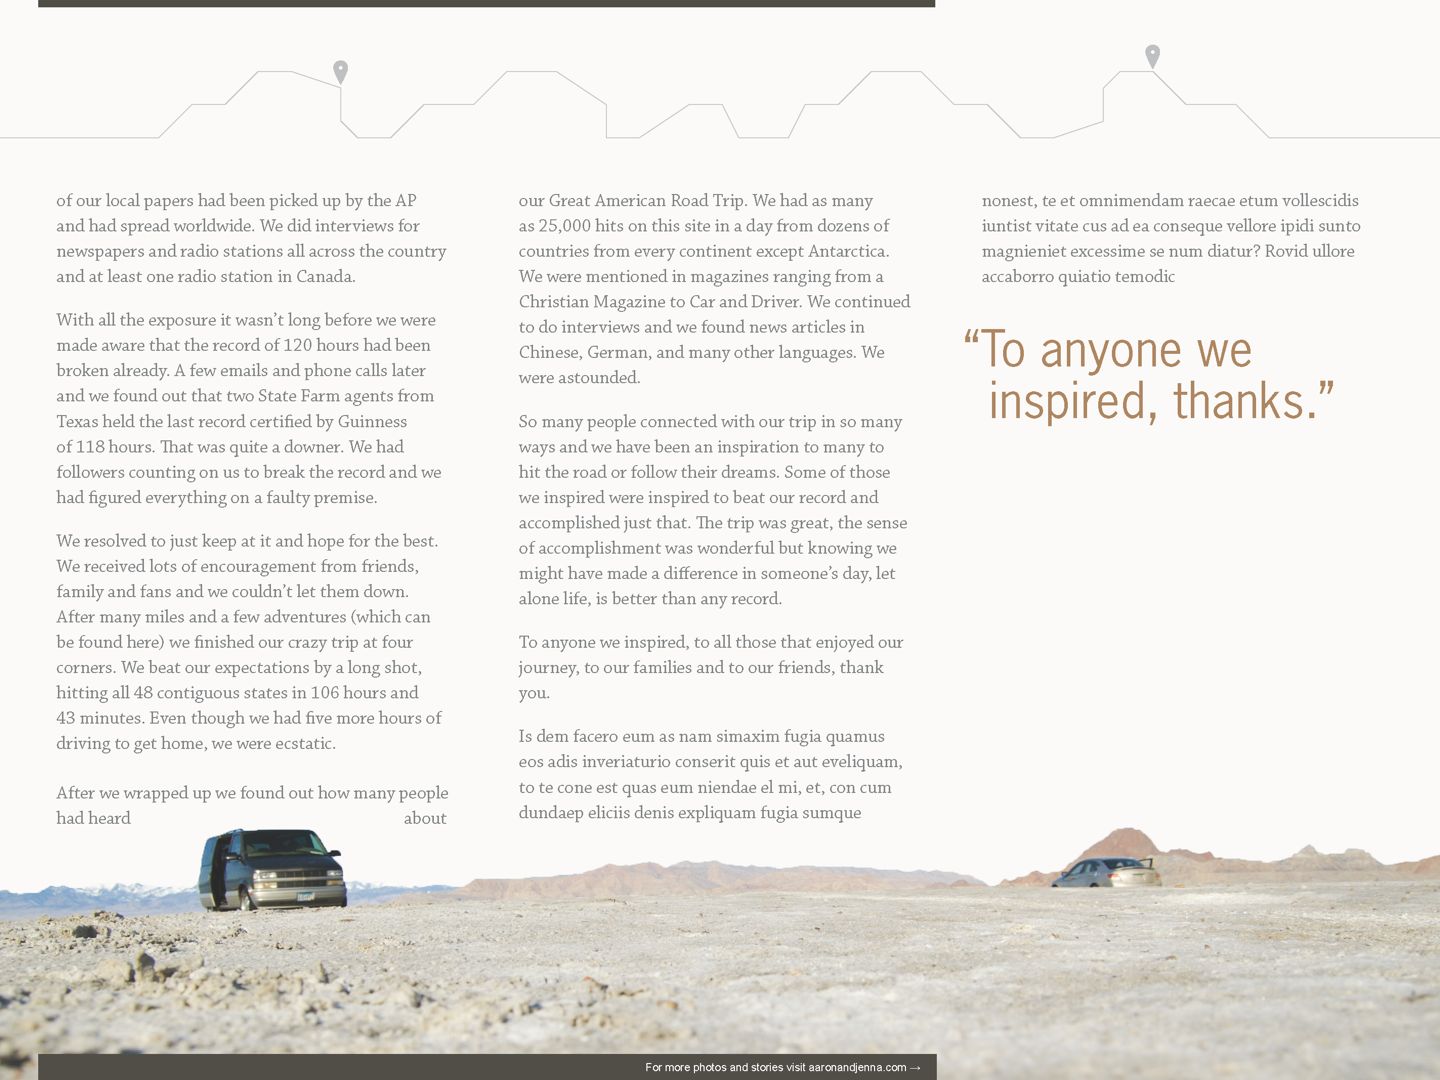 of our local papers had been picked up by the AP
and had spread worldwide. We did interviews for
newspapers and radio stations all across the country
and at least one radio station in Canada.
With all the exposure it wasn’t long before we were
made aware that the record of 120 hours had been
broken already. A few emails and phone calls later
and we found out that two State Farm agents from
Texas held the last record certified by Guinness
of 118 hours. That was quite a downer. We had
followers counting on us to break the record and we
had figured everything on a faulty premise.
We resolved to just keep at it and hope for the best.
We received lots of encouragement from friends,
family and fans and we couldn’t let them down.
After many miles and a few adventures (which can
be found here) we finished our crazy trip at four
corners. We beat our expectations by a long shot,
hitting all 48 contiguous states in 106 hours and
43 minutes. Even though we had five more hours of
driving to get home, we were ecstatic.
After we wrapped up we found out how many people
had heard about
our Great American Road Trip. We had as many
as 25,000 hits on this site in a day from dozens of
countries from every continent except Antarctica.
We were mentioned in magazines ranging from a
Christian Magazine to Car and Driver. We continued
to do interviews and we found news articles in
Chinese, German, and many other languages. We
were astounded.
So many people connected with our trip in so many
ways and we have been an inspiration to many to
hit the road or follow their dreams. Some of those
we inspired were inspired to beat our record and
accomplished just that. The trip was great, the sense
of accomplishment was wonderful but knowing we
might have made a difference in someone’s day, let
alone life, is better than any record.
To anyone we inspired, to all those that enjoyed our
journey, to our families and to our friends, thank
you.
Is dem facero eum as nam simaxim fugia quamus
eos adis inveriaturio conserit quis et aut eveliquam,
to te cone est quas eum niendae el mi, et, con cum
dundaep eliciis denis expliquam fugia sumque
nonest, te et omnimendam raecae etum vollescidis
iuntist vitate cus ad ea conseque vellore ipidi sunto
magnieniet excessime se num diatur? Rovid ullore
accaborro quiatio temodic
“To anyone we
inspired, thanks.”
For more photos and stories visit aaronandjenna.com →